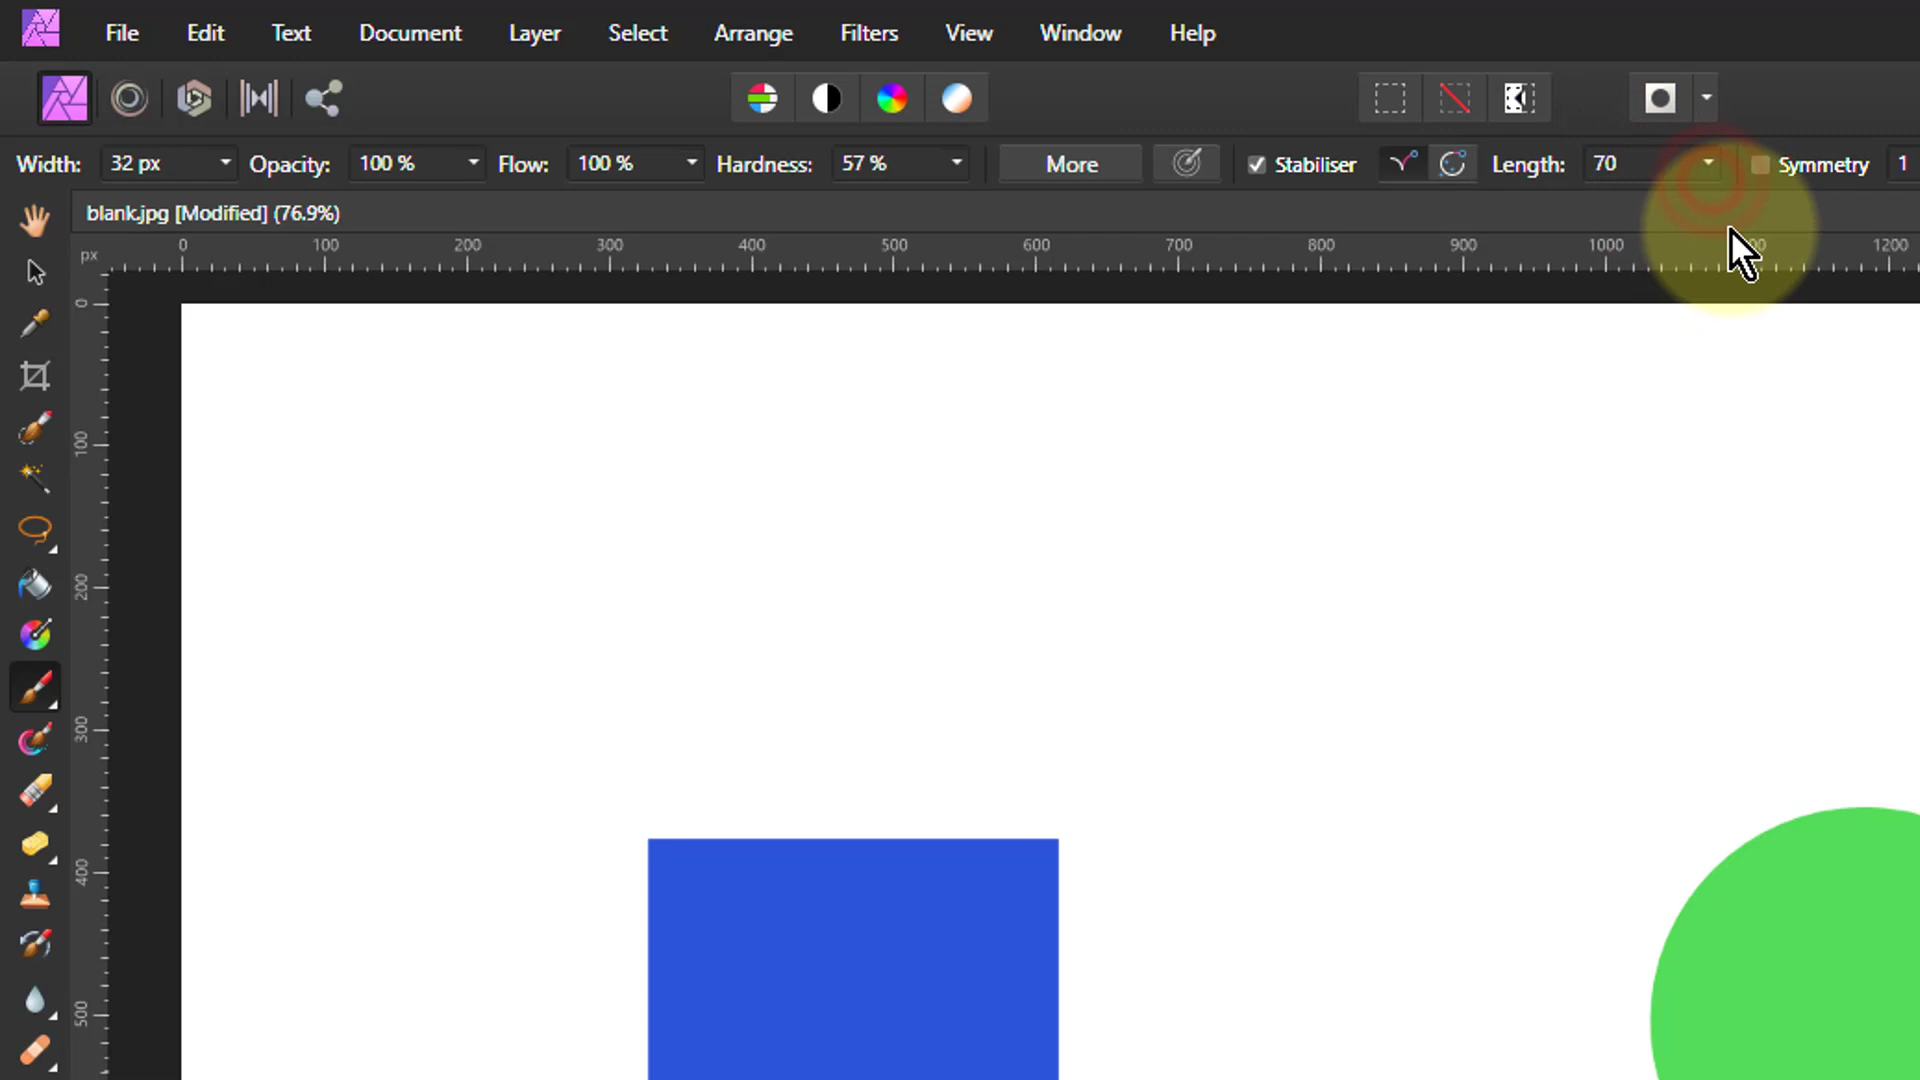 File Edit Text Document Layer Select Arrange Filters View Window Help
Width: 32 px Opacity: 100 % Flow: 100 % Hardness: 57 % More Stabiliser Length: 70 Symmetry 1
blank.jpg [Modified] (76.9%)
px 0 100 200 300 400 500 600 700 800 900 1000 1200
0
100
200
300
400
500